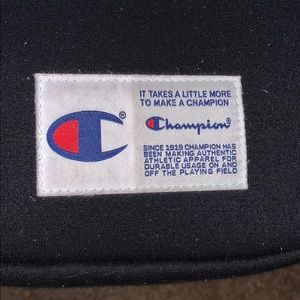 IT TAKES A LITTLE MORE
TO MAKE A CHAMPION
Champion®
SINCE 1919 CHAMPION HAS
BEEN MAKING AUTHENTIC
ATHLETIC APPAREL FOR
DURABLE USAGE ON AND
OFF THE PLAYING FIELD